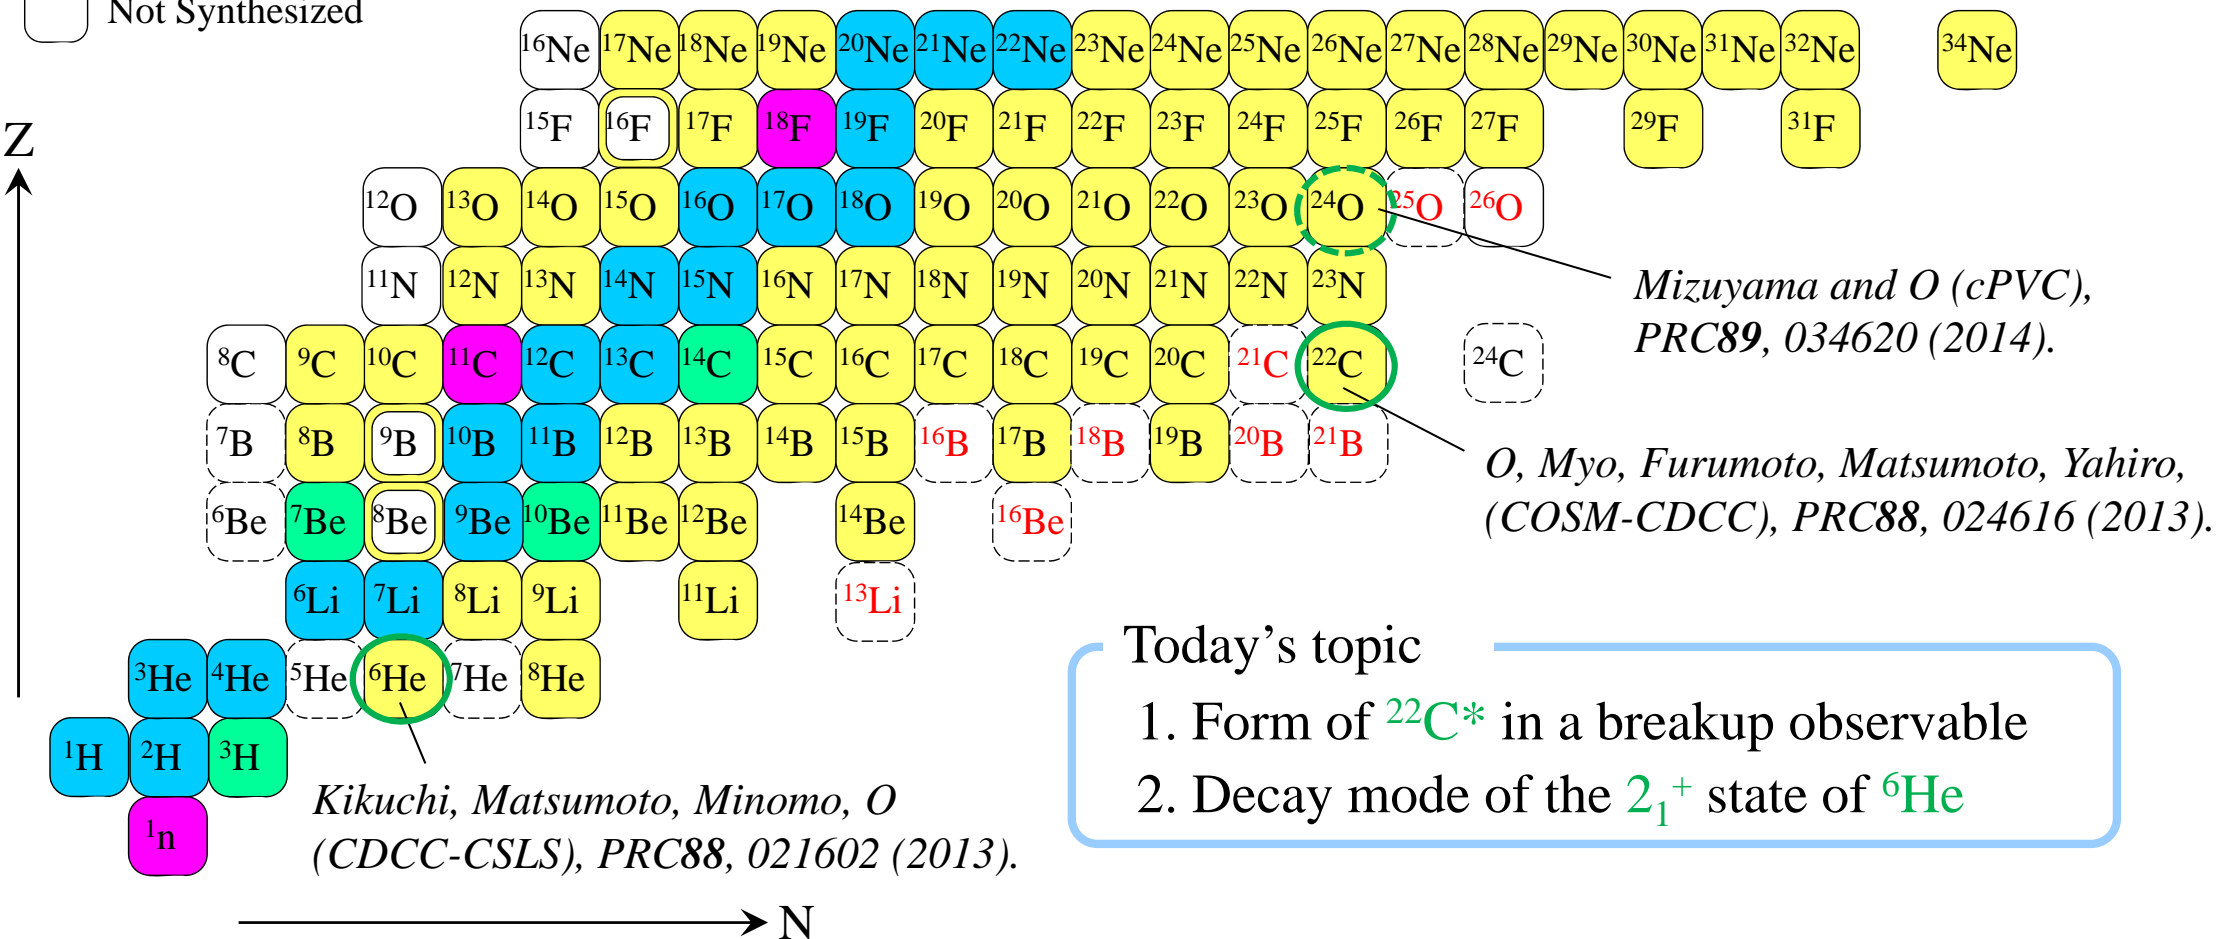 Not Synthesized
¹⁶Ne ¹⁷Ne ¹⁸Ne ¹⁹Ne ²⁰Ne ²¹Ne ²²Ne ²³Ne ²⁴Ne ²⁵Ne ²⁶Ne ²⁷Ne ²⁸Ne ²⁹Ne ³⁰Ne ³¹Ne ³²Ne ³⁴Ne
¹⁵F ¹⁶F ¹⁷F ¹⁸F ¹⁹F ²⁰F ²¹F ²²F ²³F ²⁴F ²⁵F ²⁶F ²⁷F ²⁹F ³¹F
Z
¹²O ¹³O ¹⁴O ¹⁵O ¹⁶O ¹⁷O ¹⁸O ¹⁹O ²⁰O ²¹O ²²O ²³O ²⁴O ²⁵O ²⁶O
¹¹N ¹²N ¹³N ¹⁴N ¹⁵N ¹⁶N ¹⁷N ¹⁸N ¹⁹N ²⁰N ²¹N ²²N ²³N
Mizuyama and O (cPVC),
PRC89, 034620 (2014).
⁸C ⁹C ¹⁰C ¹¹C ¹²C ¹³C ¹⁴C ¹⁵C ¹⁶C ¹⁷C ¹⁸C ¹⁹C ²⁰C ²¹C ²²C ²⁴C
⁷B ⁸B ⁹B ¹⁰B ¹¹B ¹²B ¹³B ¹⁴B ¹⁵B ¹⁶B ¹⁷B ¹⁸B ¹⁹B ²⁰B ²¹B
O, Myo, Furumoto, Matsumoto, Yahiro,
(COSM-CDCC), PRC88, 024616 (2013).
⁶Be ⁷Be ⁸Be ⁹Be ¹⁰Be ¹¹Be ¹²Be ¹⁴Be ¹⁶Be
⁶Li ⁷Li ⁸Li ⁹Li ¹¹Li ¹³Li
³He ⁴He ⁵He ⁶He ⁷He ⁸He
¹H ²H ³H
¹n
Kikuchi, Matsumoto, Minomo, O
(CDCC-CSLS), PRC88, 021602 (2013).
N
Today’s topic
1. Form of ²²C* in a breakup observable
2. Decay mode of the 2₁⁺ state of ⁶He